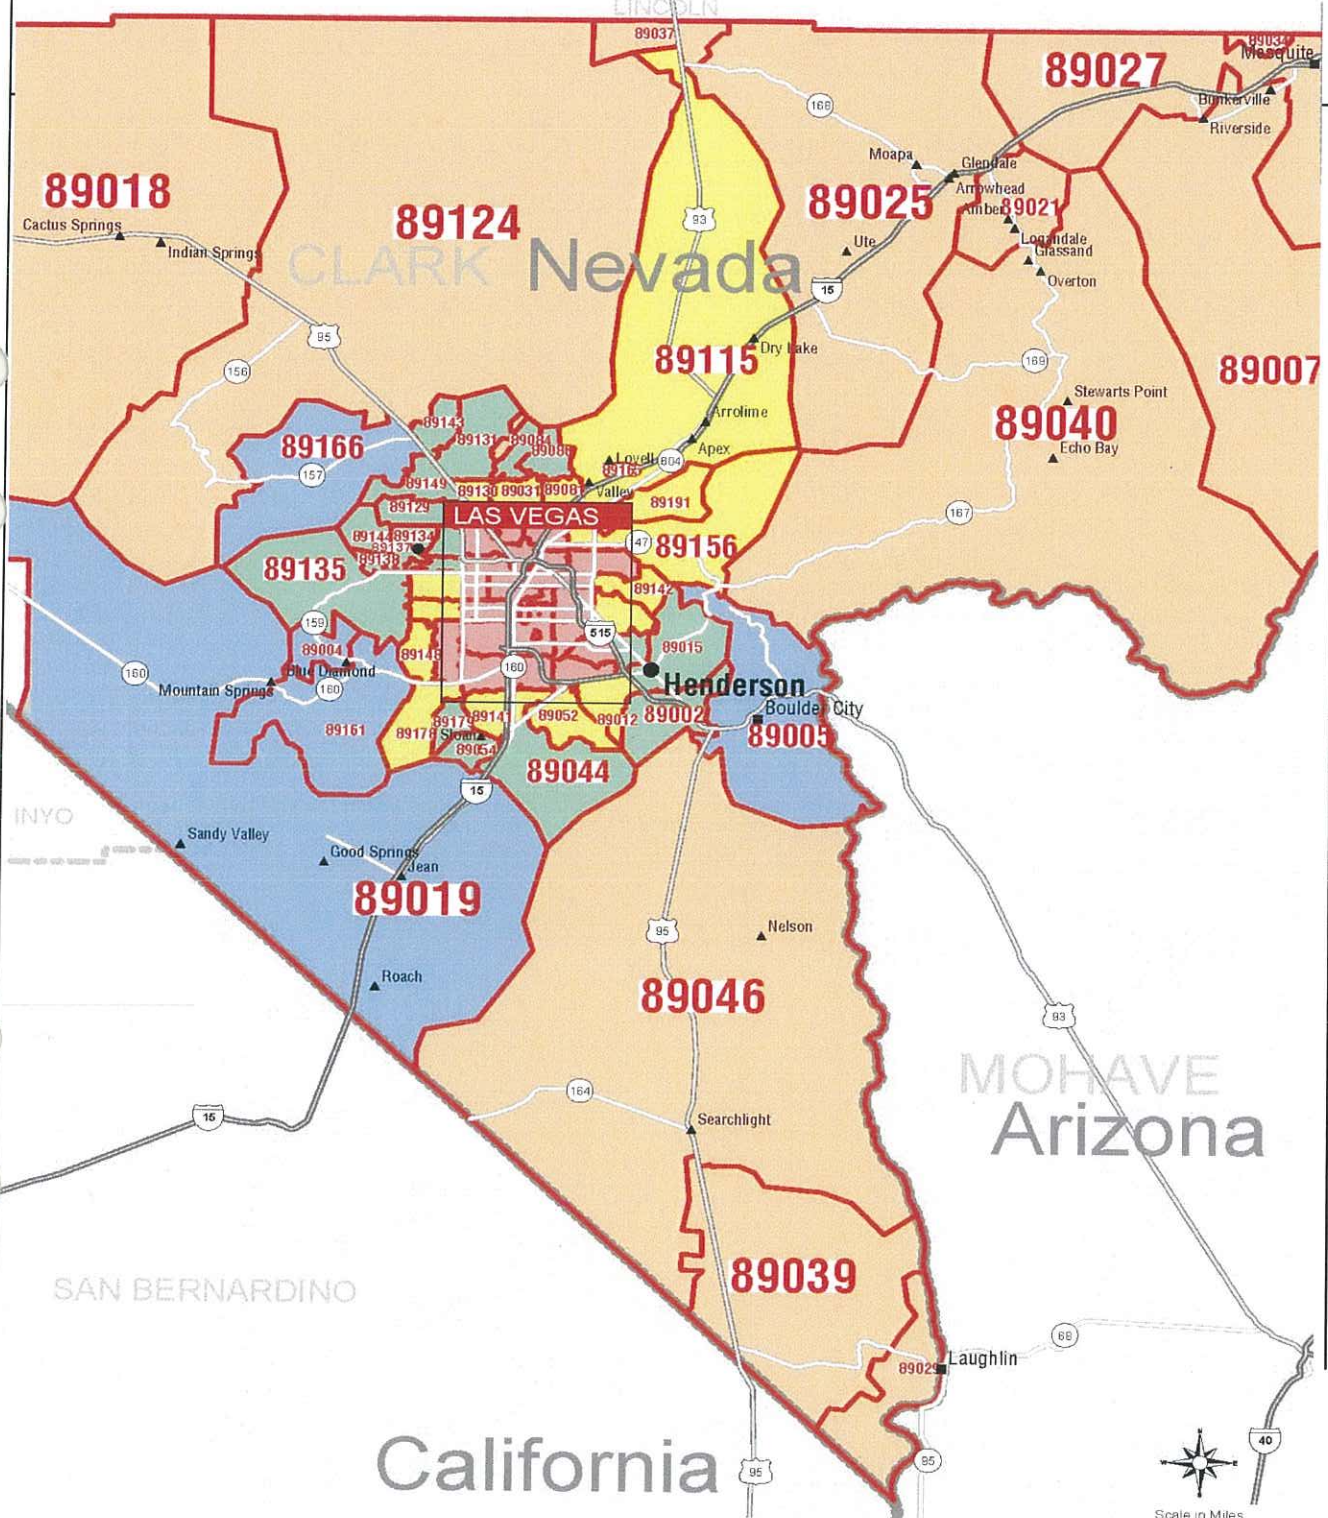 LINCOLN
89037
89034
Mesquite
89027
168
Bunkerville
Riverside
Moapa
Glendale
89018
89025
Arrowhead
Amber
89021
Cactus Springs
89124
93
Logandale
Indian Springs
CLARK
Nevada
Ute
Glassand
Overton
15
95
89115
Dry Lake
169
156
89007
Stewarts Point
Arrolime
89143
89131
89084
89040
89166
Apex
Echo Bay
157
Lovell
604
89165
89149
89130
89031
89081
Valley
89191
89129
LAS VEGAS
167
89144
89134
147
89156
89137
89138
89135
89142
159
515
89004
89148
89015
160
Blue Diamond
160
Henderson
Mountain Springs
160
Boulder City
89161
89178
89179
89141
89052
89012
89002
89005
Sloan
89054
89044
15
INYO
Sandy Valley
Good Springs
Jean
89019
95
Nelson
Roach
89046
93
MOHAVE
164
15
Searchlight
Arizona
SAN BERNARDINO
89039
68
89029
Laughlin
California
95
95
40
N
W
E
S
Scale in Miles